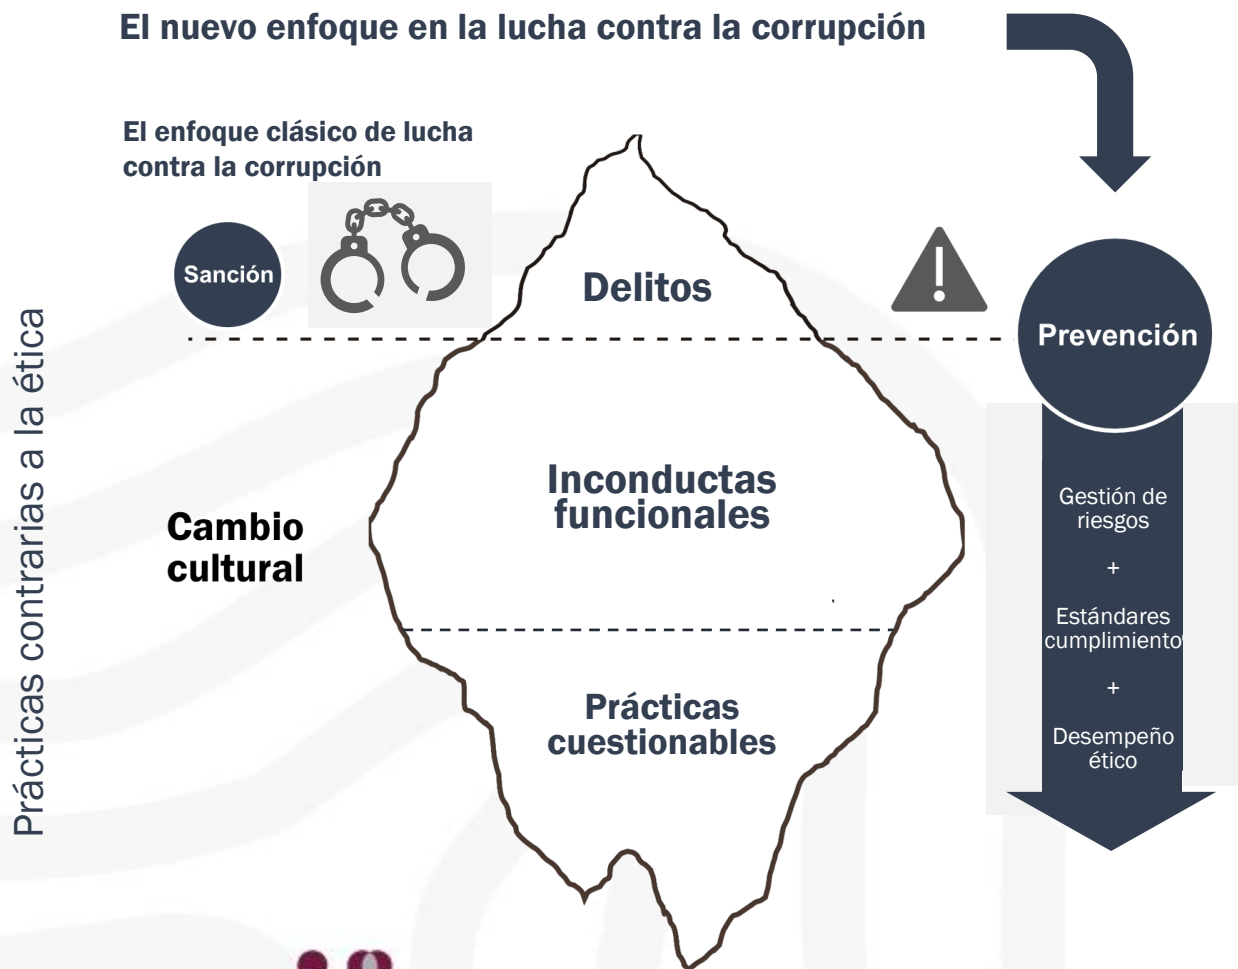 El nuevo enfoque en la lucha contra la corrupción
El enfoque clásico de lucha
contra la corrupción
Sanción
Delitos
Prevención
Prácticas contrarias a la ética
Cambio
cultural
Inconductas
funcionales
Prácticas
cuestionables
Gestión de
riesgos
+
Estándares
cumplimiento
+
Desempeño
ético